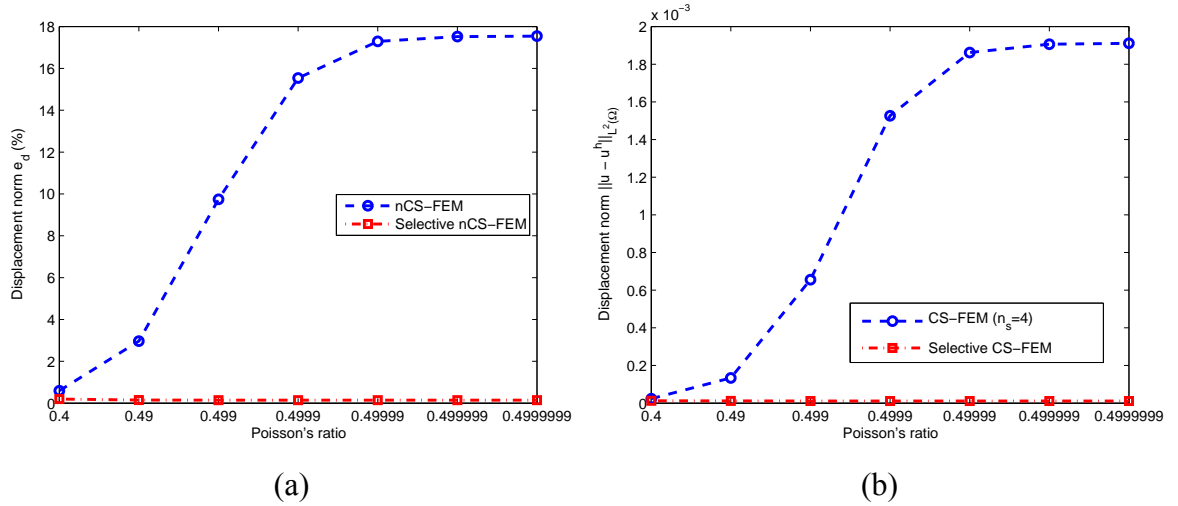 18
16
14
12
10
8
6
4
2
0
Displacement norm e_d (%)
nCS−FEM
Selective nCS−FEM
0.4 0.49 0.499 0.4999 0.49999 0.499999 0.4999999
Poisson's ratio
(a)
x 10⁻³
2
1.8
1.6
1.4
1.2
1
0.8
0.6
0.4
0.2
0
Displacement norm ||u − u^h||_{L^2(Ω)}
CS−FEM (n_s=4)
Selective CS−FEM
0.4 0.49 0.499 0.4999 0.49999 0.499999 0.4999999
Poisson's ratio
(b)